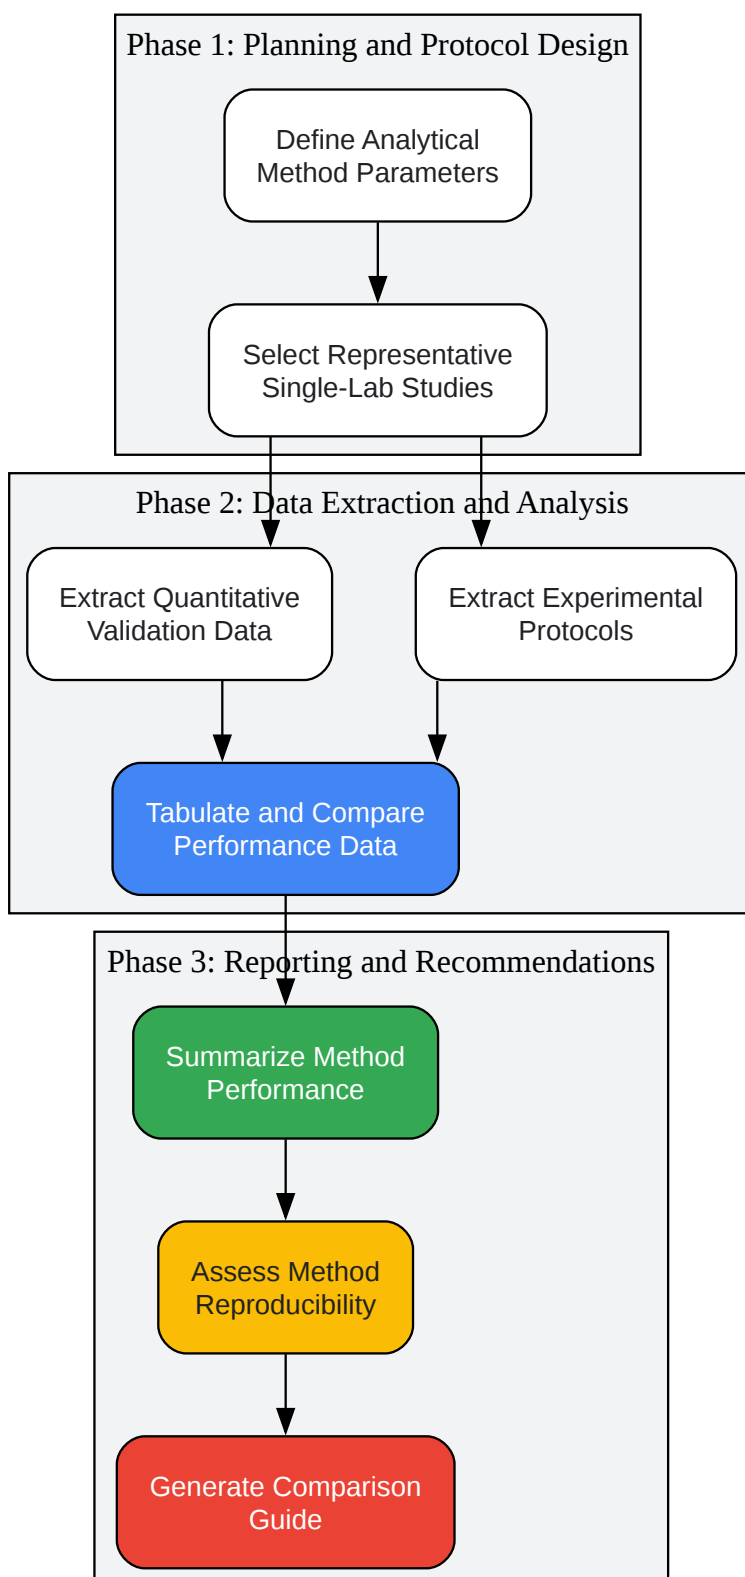 Phase 1: Planning and Protocol Design
Define Analytical
Method Parameters
Select Representative
Single-Lab Studies
Phase 2: Data Extraction and Analysis
Extract Quantitative
Validation Data
Extract Experimental
Protocols
Tabulate and Compare
Performance Data
Phase 3: Reporting and Recommendations
Summarize Method
Performance
Assess Method
Reproducibility
Generate Comparison
Guide